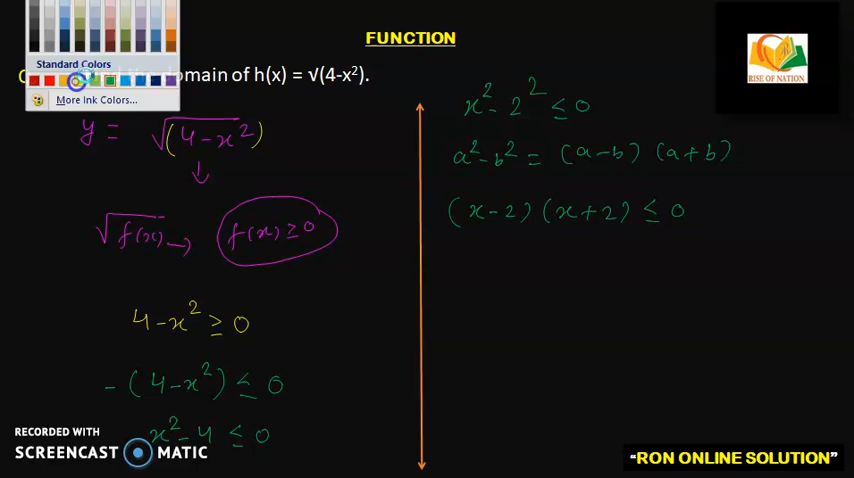 FUNCTION
Standard Colors
More Ink Colors...
domain of h(x) = √(4-x²).
y = √(4-x²)
√f(x) → f(x) ≥ 0
4-x² ≥ 0
-(4-x²) ≤ 0
x²-4 ≤ 0
x²-2² ≤ 0
a²-b² = (a-b) (a+b)
(x-2) (x+2) ≤ 0
RISE OF NATION
RECORDED WITH
SCREENCAST MATIC
“RON ONLINE SOLUTION”